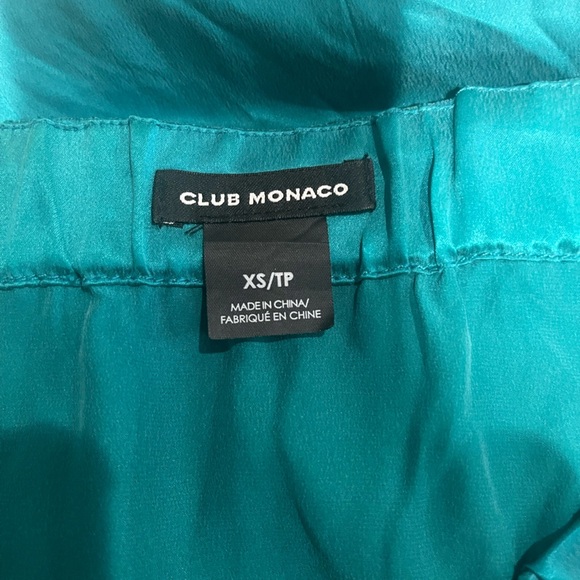 CLUB MONACO
XS/TP
MADE IN CHINA/
FABRIQUÉ EN CHINE